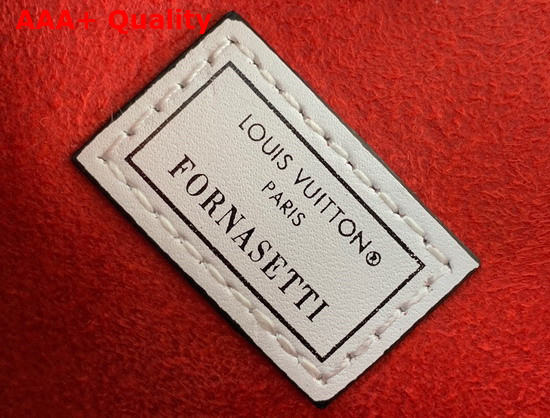 AAA+ Quality
LOUIS VUITTON®
PARIS
FORNASETTI